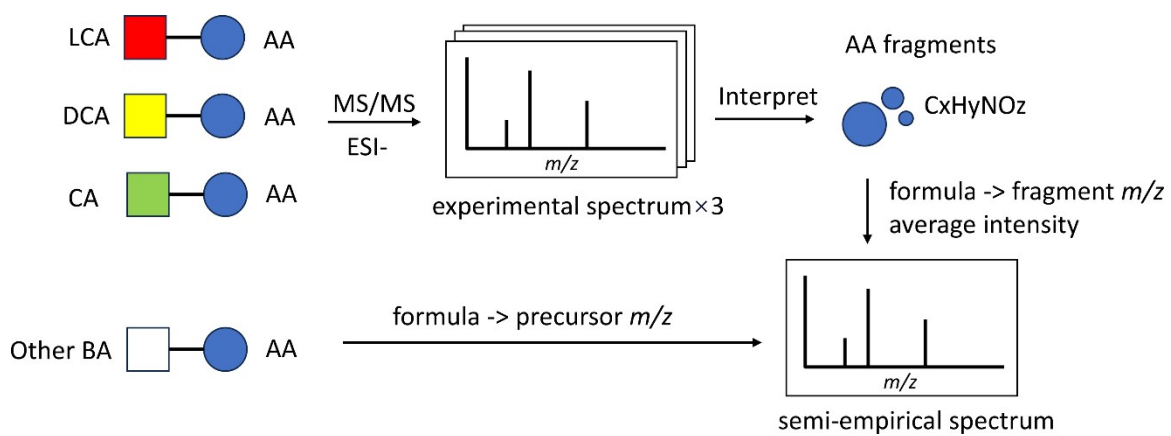 LCA AA
DCA AA
CA AA
MS/MS
ESI-
m/z
experimental spectrum×3
Interpret
AA fragments
CxHyNOz
formula -> fragment m/z
average intensity
Other BA AA
formula -> precursor m/z
m/z
semi-empirical spectrum